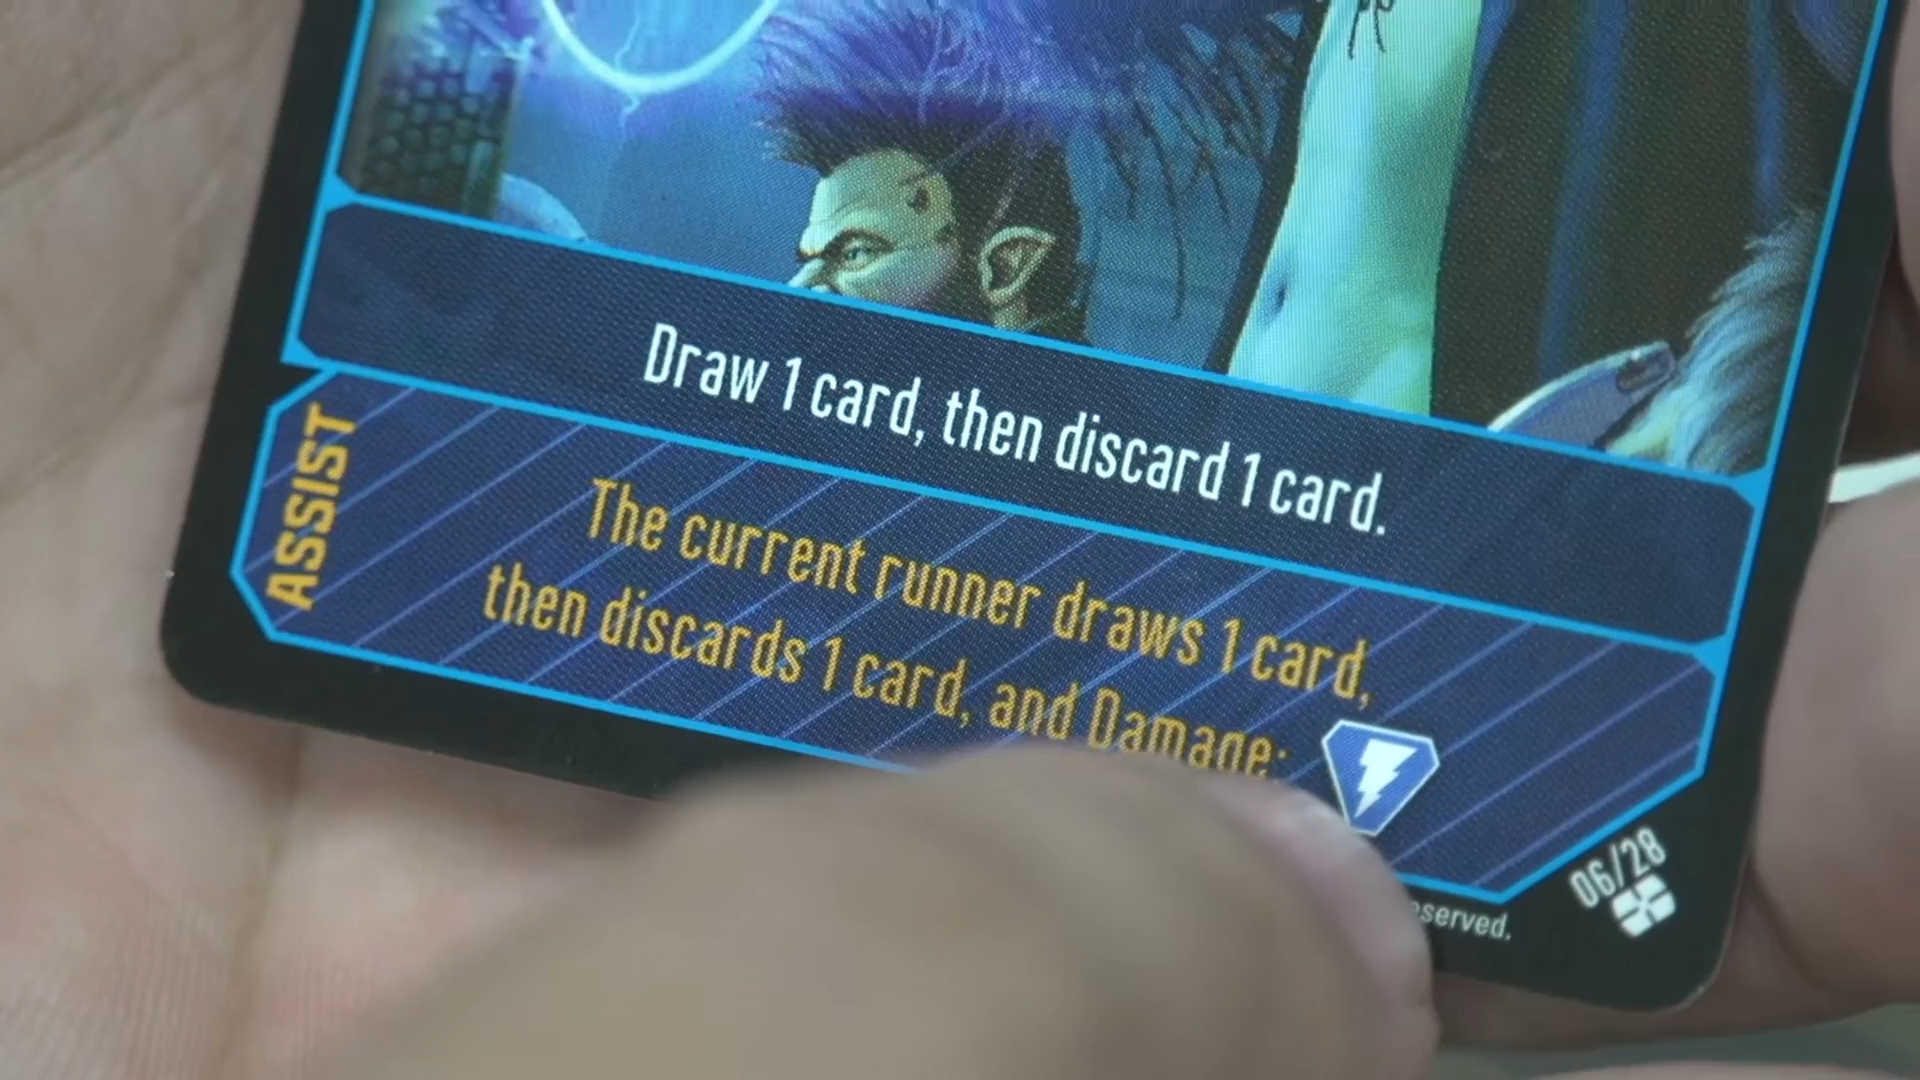 Draw 1 card, then discard 1 card.
ASSIST
The current runner draws 1 card,
then discards 1 card, and Damage:
06/28